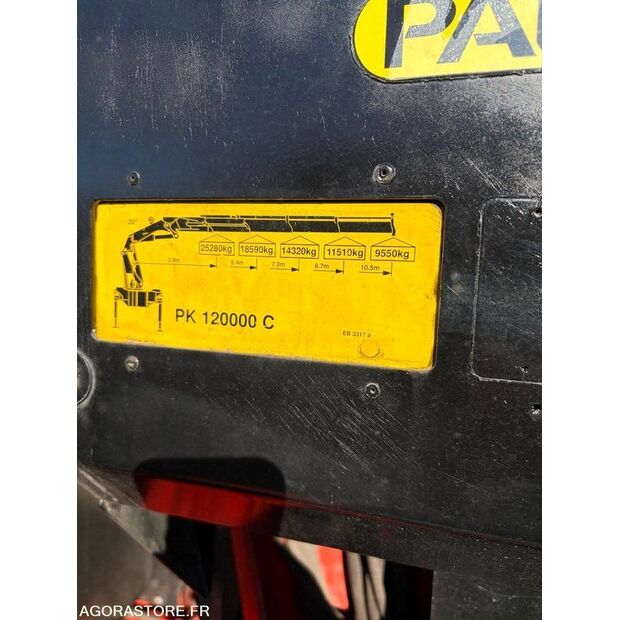 PA
20°
25280kg 18590kg 14320kg 11510kg 9550kg
3.9m 5.4m 7.0m 8.7m 10.5m
PK 120000 C
EB 3317 a
AGORASTORE.FR